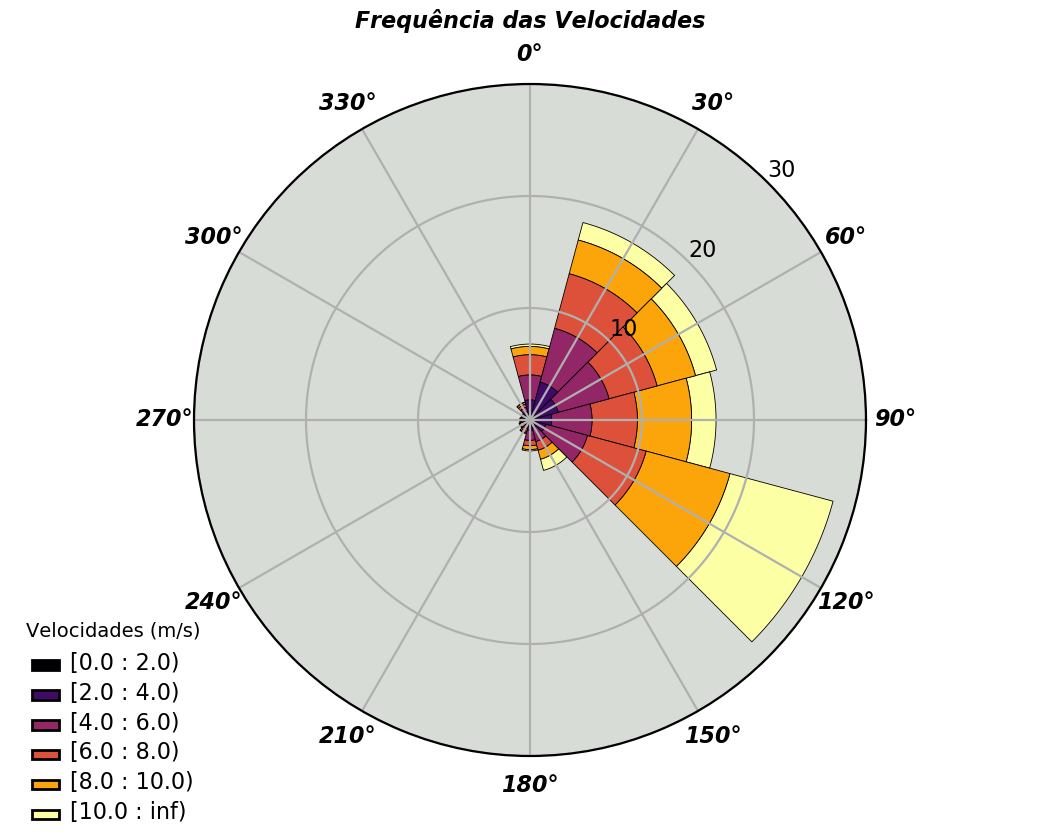 Frequência das Velocidades
0°
330°
30°
30
300°
60°
20
10
270°
90°
240°
120°
210°
150°
180°
Velocidades (m/s)
[0.0 : 2.0)
[2.0 : 4.0)
[4.0 : 6.0)
[6.0 : 8.0)
[8.0 : 10.0)
[10.0 : inf)